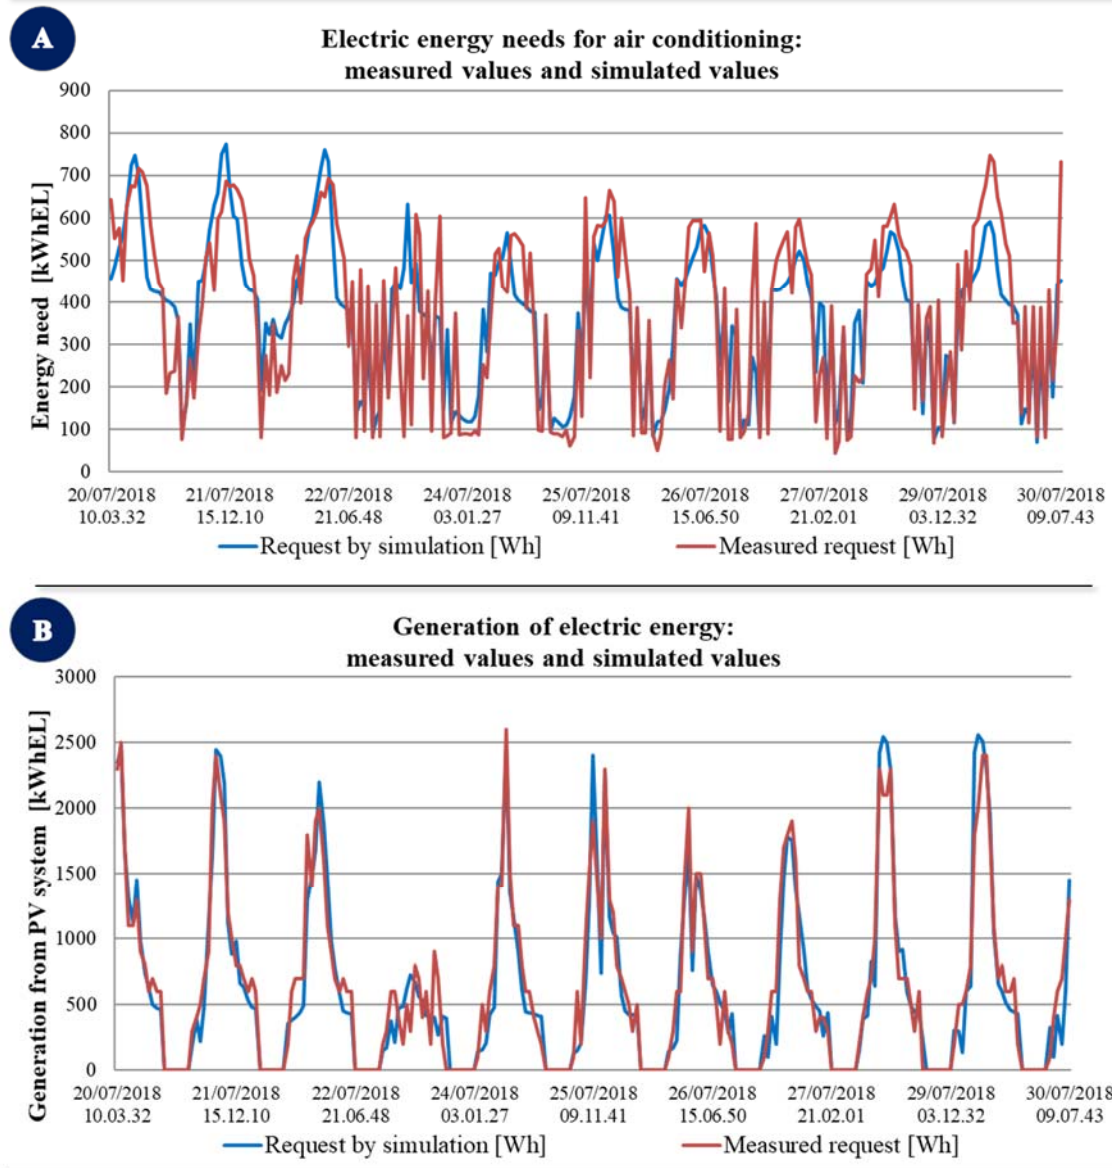 A
Electric energy needs for air conditioning:
measured values and simulated values
Energy need [kWhEL]
900
800
700
600
500
400
300
200
100
0
20/07/2018 21/07/2018 22/07/2018 24/07/2018 25/07/2018 26/07/2018 27/07/2018 29/07/2018 30/07/2018
10.03.32 15.12.10 21.06.48 03.01.27 09.11.41 15.06.50 21.02.01 03.12.32 09.07.43
Request by simulation [Wh] Measured request [Wh]
B
Generation of electric energy:
measured values and simulated values
Generation from PV system [kWhEL]
3000
2500
2000
1500
1000
500
0
20/07/2018 21/07/2018 22/07/2018 24/07/2018 25/07/2018 26/07/2018 27/07/2018 29/07/2018 30/07/2018
10.03.32 15.12.10 21.06.48 03.01.27 09.11.41 15.06.50 21.02.01 03.12.32 09.07.43
Request by simulation [Wh] Measured request [Wh]